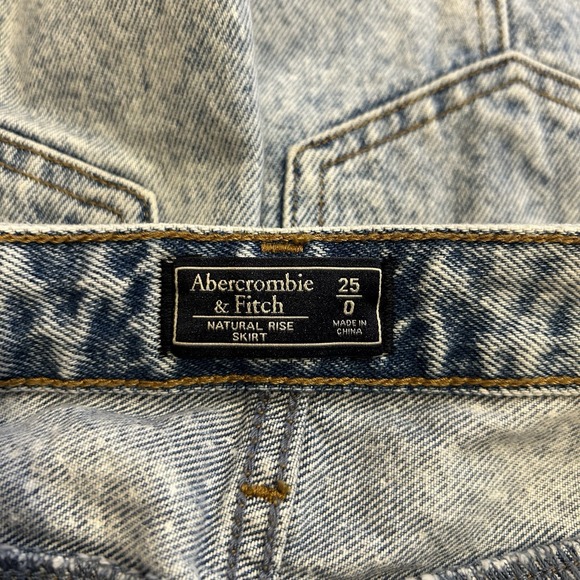 Abercrombie
& Fitch
NATURAL RISE
SKIRT
25
0
MADE IN
CHINA